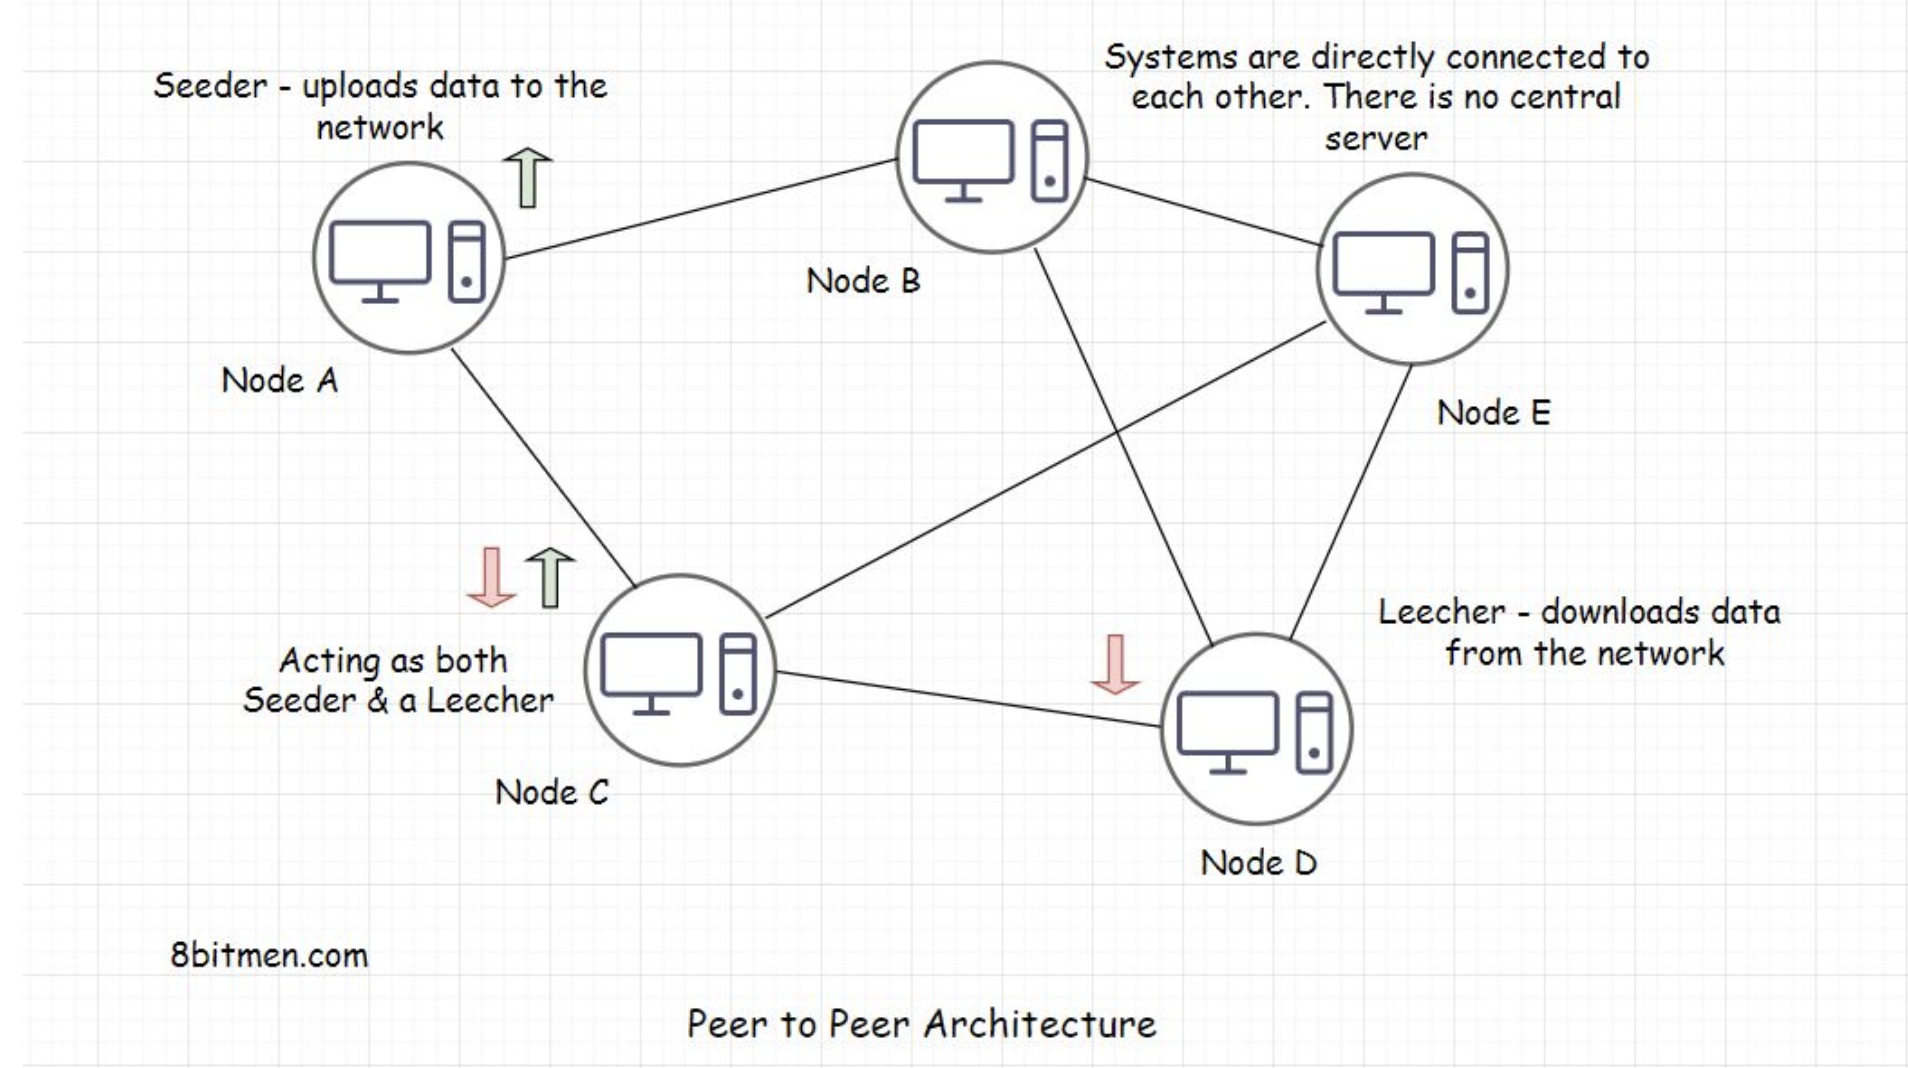 Seeder - uploads data to the
network
Systems are directly connected to
each other. There is no central
server
Node B
Node A
Node E
Acting as both
Seeder & a Leecher
Leecher - downloads data
from the network
Node C
Node D
8bitmen.com
Peer to Peer Architecture